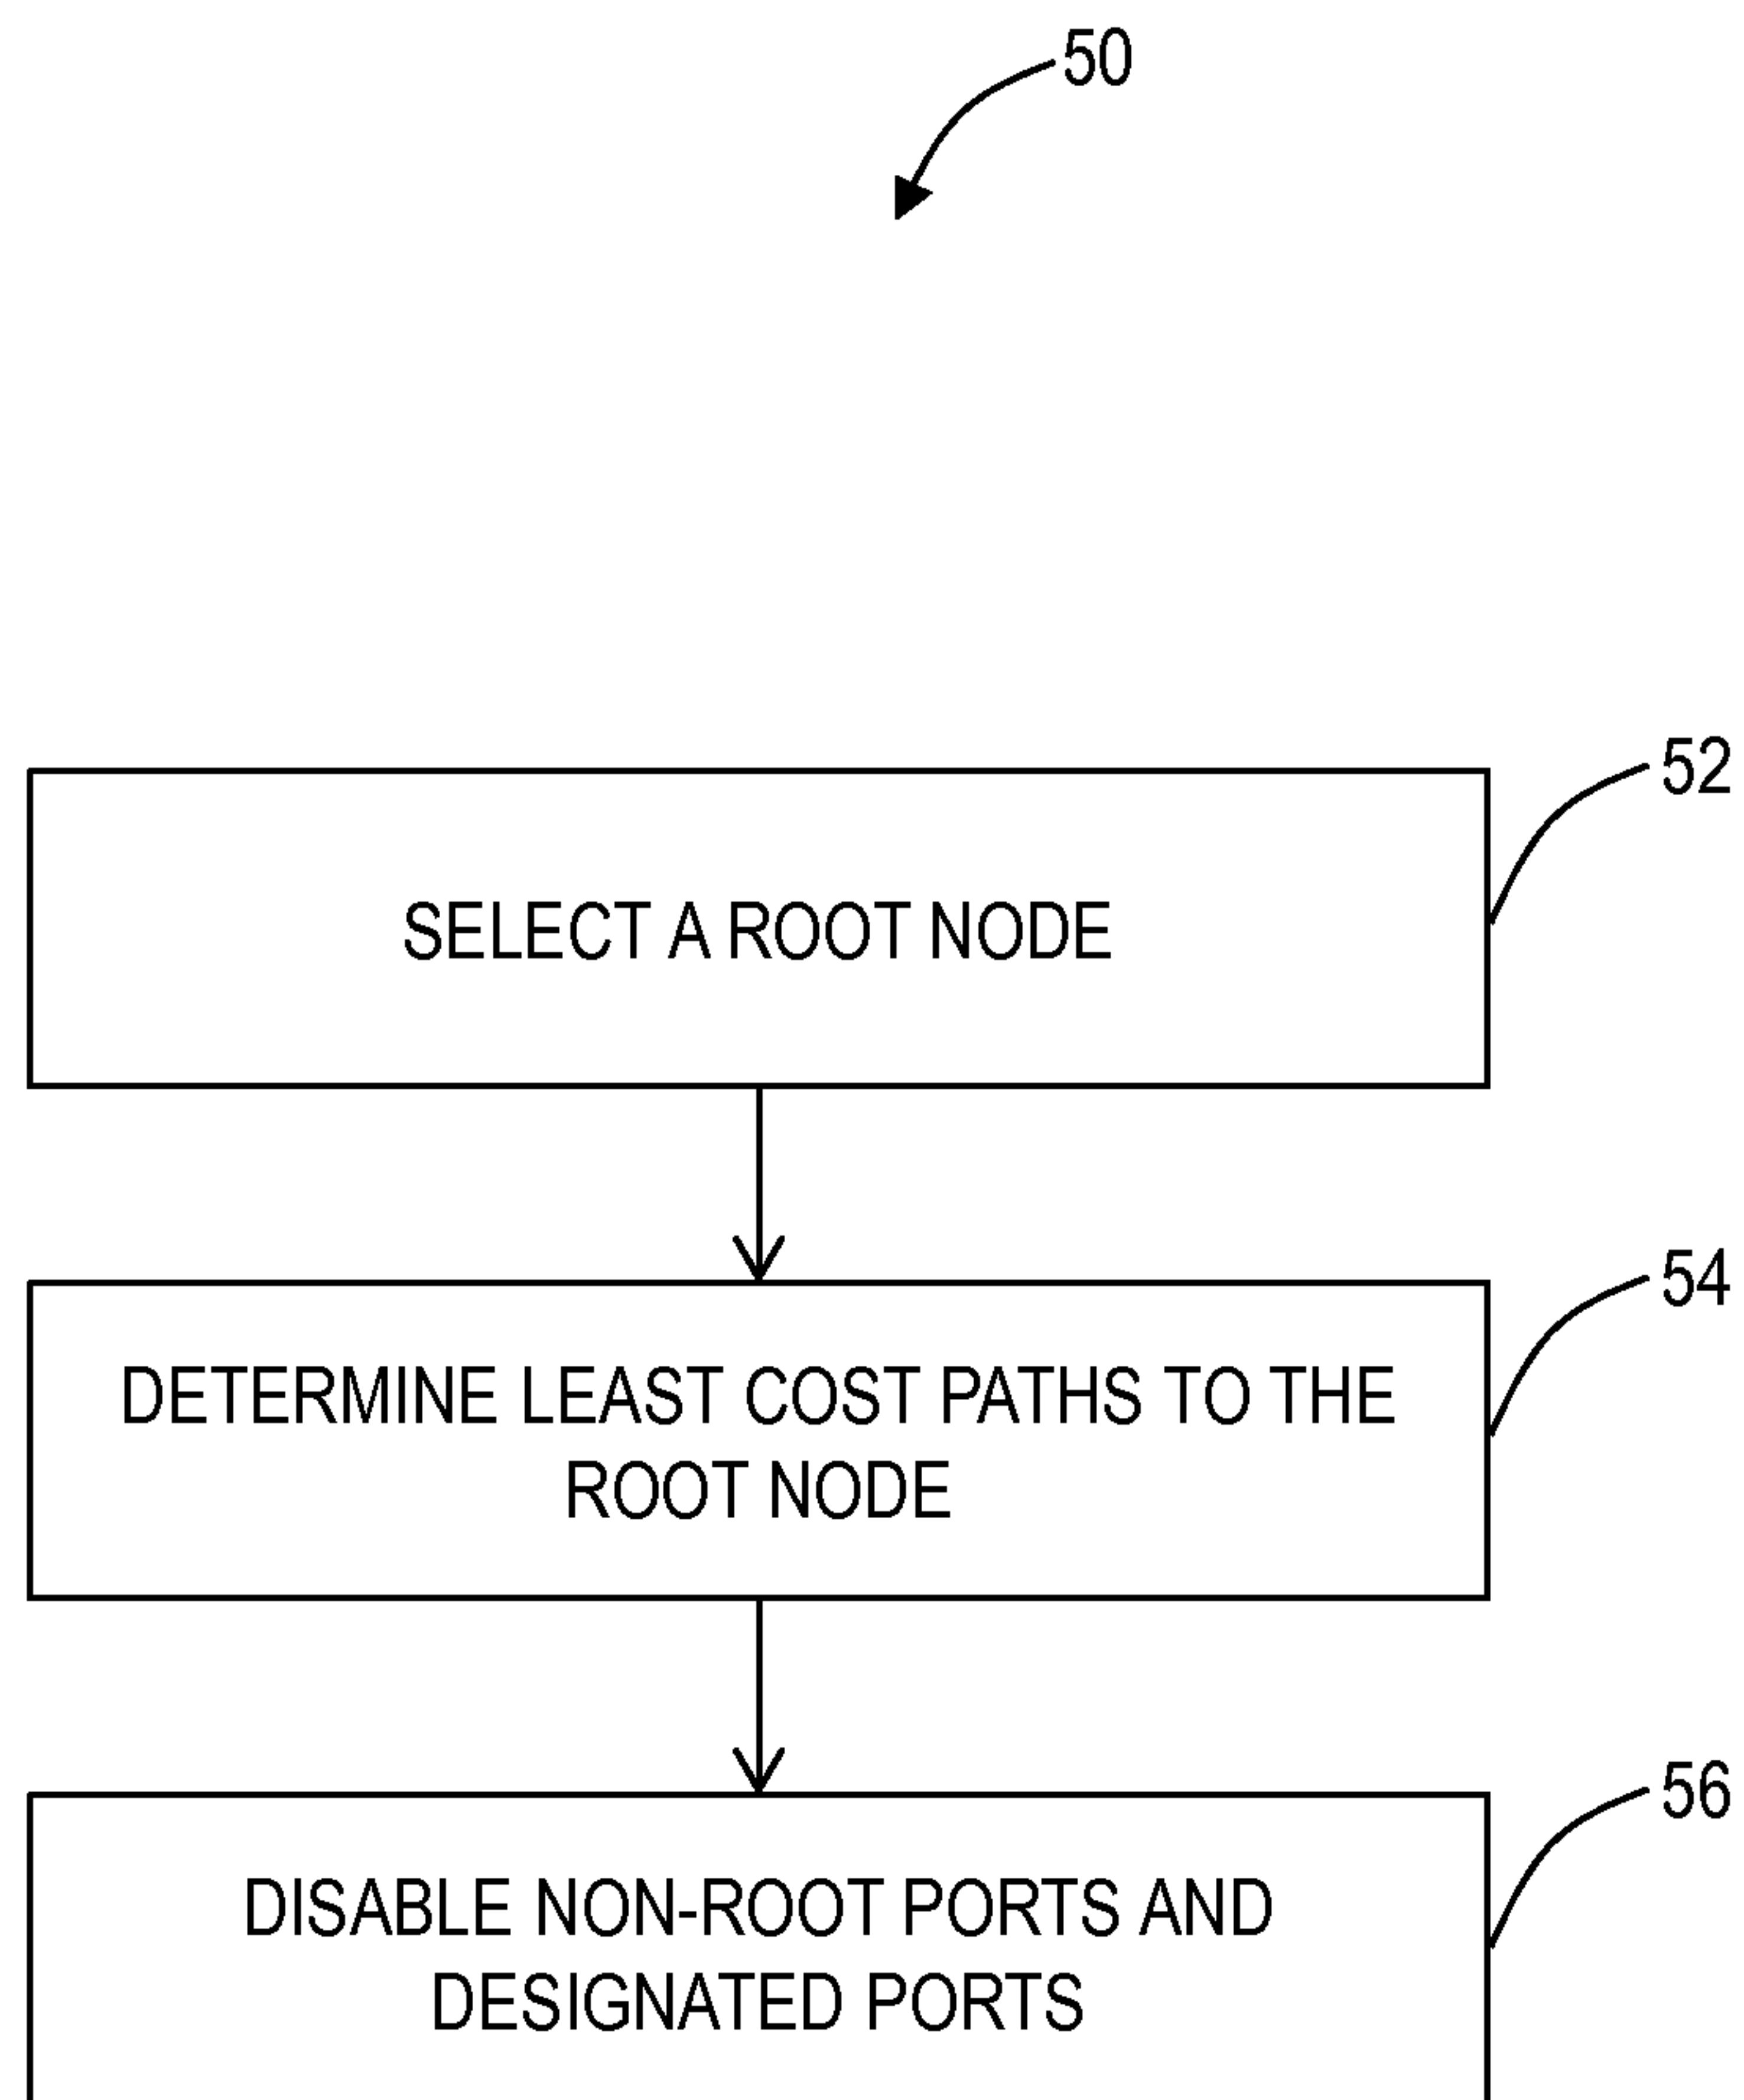 50
52
SELECT A ROOT NODE
54
DETERMINE LEAST COST PATHS TO THE
ROOT NODE
56
DISABLE NON-ROOT PORTS AND
DESIGNATED PORTS